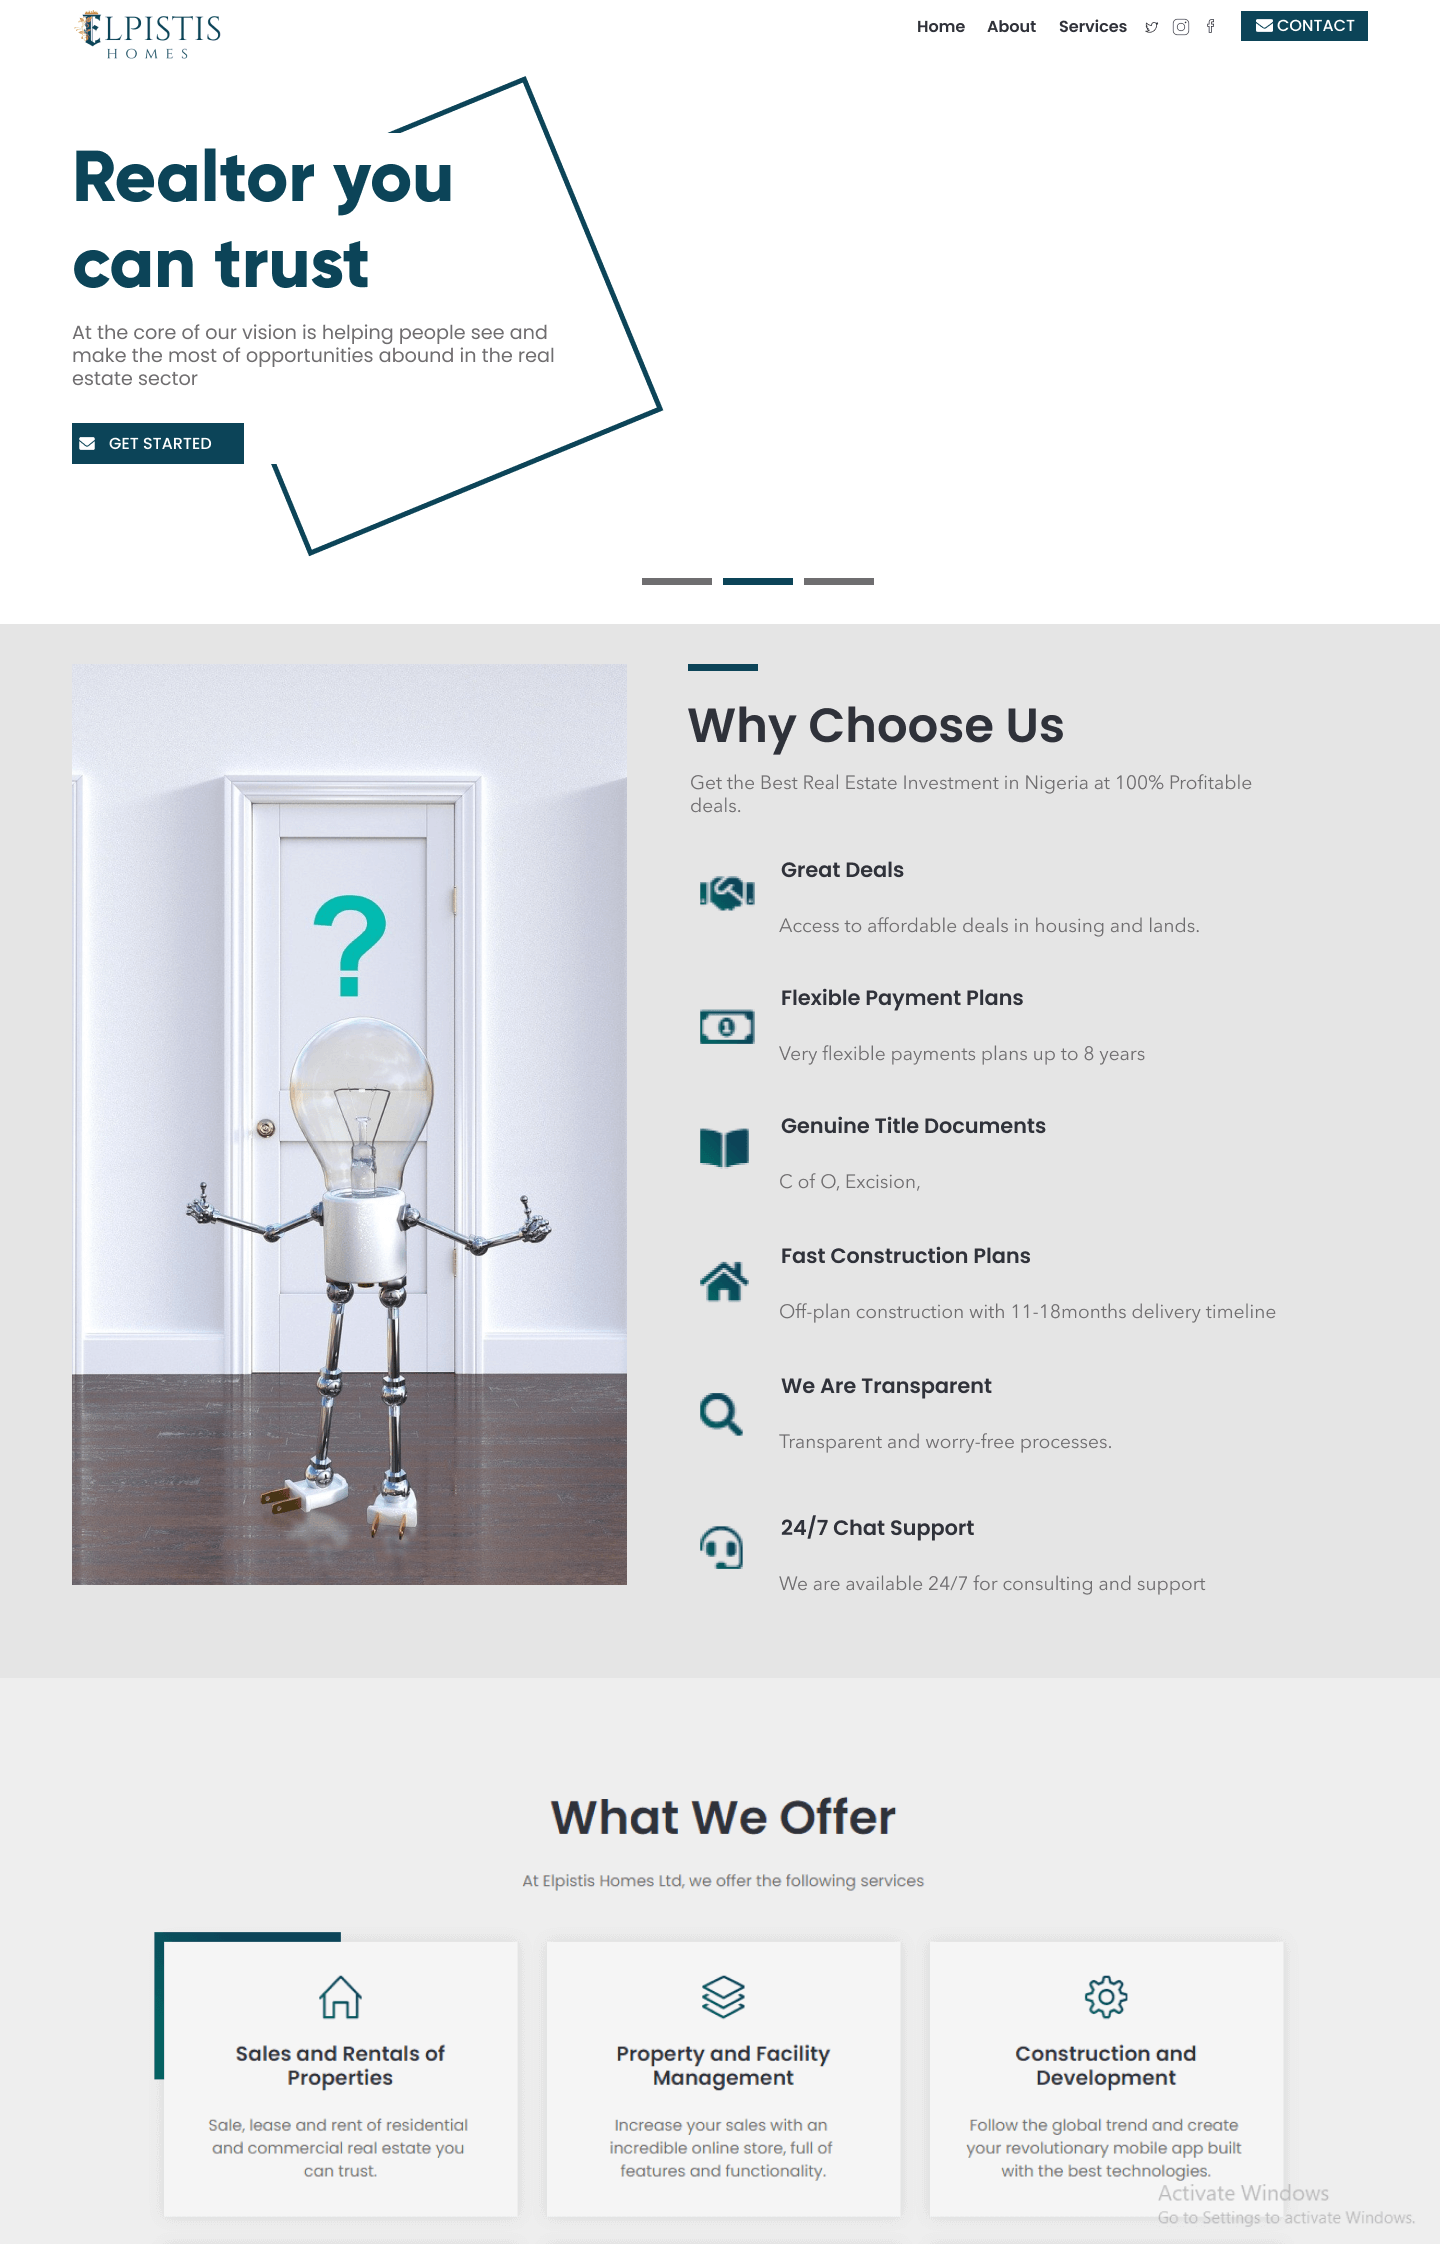 ELPISTIS
HOMES
Home About Services CONTACT
Realtor you
can trust
At the core of our vision is helping people see and
make the most of opportunities abound in the real
estate sector
GET STARTED
Why Choose Us
Get the Best Real Estate Investment in Nigeria at 100% Profitable
deals.
?
Great Deals
Access to affordable deals in housing and lands.
1
Flexible Payment Plans
Very flexible payments plans up to 8 years
Genuine Title Documents
C of O, Excision,
Fast Construction Plans
Off-plan construction with 11-18months delivery timeline
We Are Transparent
Transparent and worry-free processes.
24/7 Chat Support
We are available 24/7 for consulting and support
What We Offer
At Elpistis Homes Ltd, we offer the following services
Sales and Rentals of
Properties
Sale, lease and rent of residential
and commercial real estate you
can trust.
Property and Facility
Management
Increase your sales with an
incredible online store, full of
features and functionality.
Construction and
Development
Follow the global trend and create
your revolutionary mobile app built
with the best technologies.
Activate Windows
Go to Settings to activate Windows.